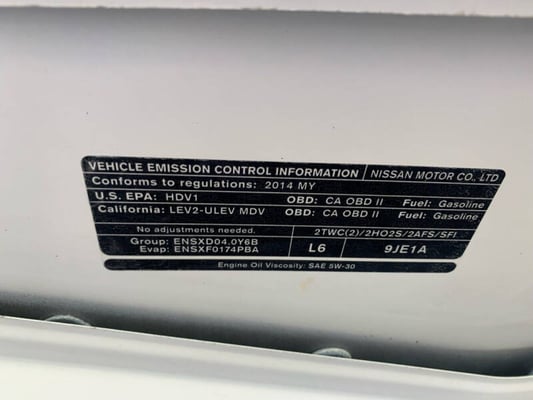 VEHICLE EMISSION CONTROL INFORMATION NISSAN MOTOR CO., LTD
Conforms to regulations: 2014 MY
U.S. EPA: HDV1 OBD: CA OBD II Fuel: Gasoline
California: LEV2-ULEV MDV OBD: CA OBD II Fuel: Gasoline
No adjustments needed. 2TWC(2)/2HO2S/2AFS/SFI
Group: ENSXD04.0Y6B L6 9JE1A
Evap: ENSXF0174PBA
Engine Oil Viscosity: SAE 5W-30